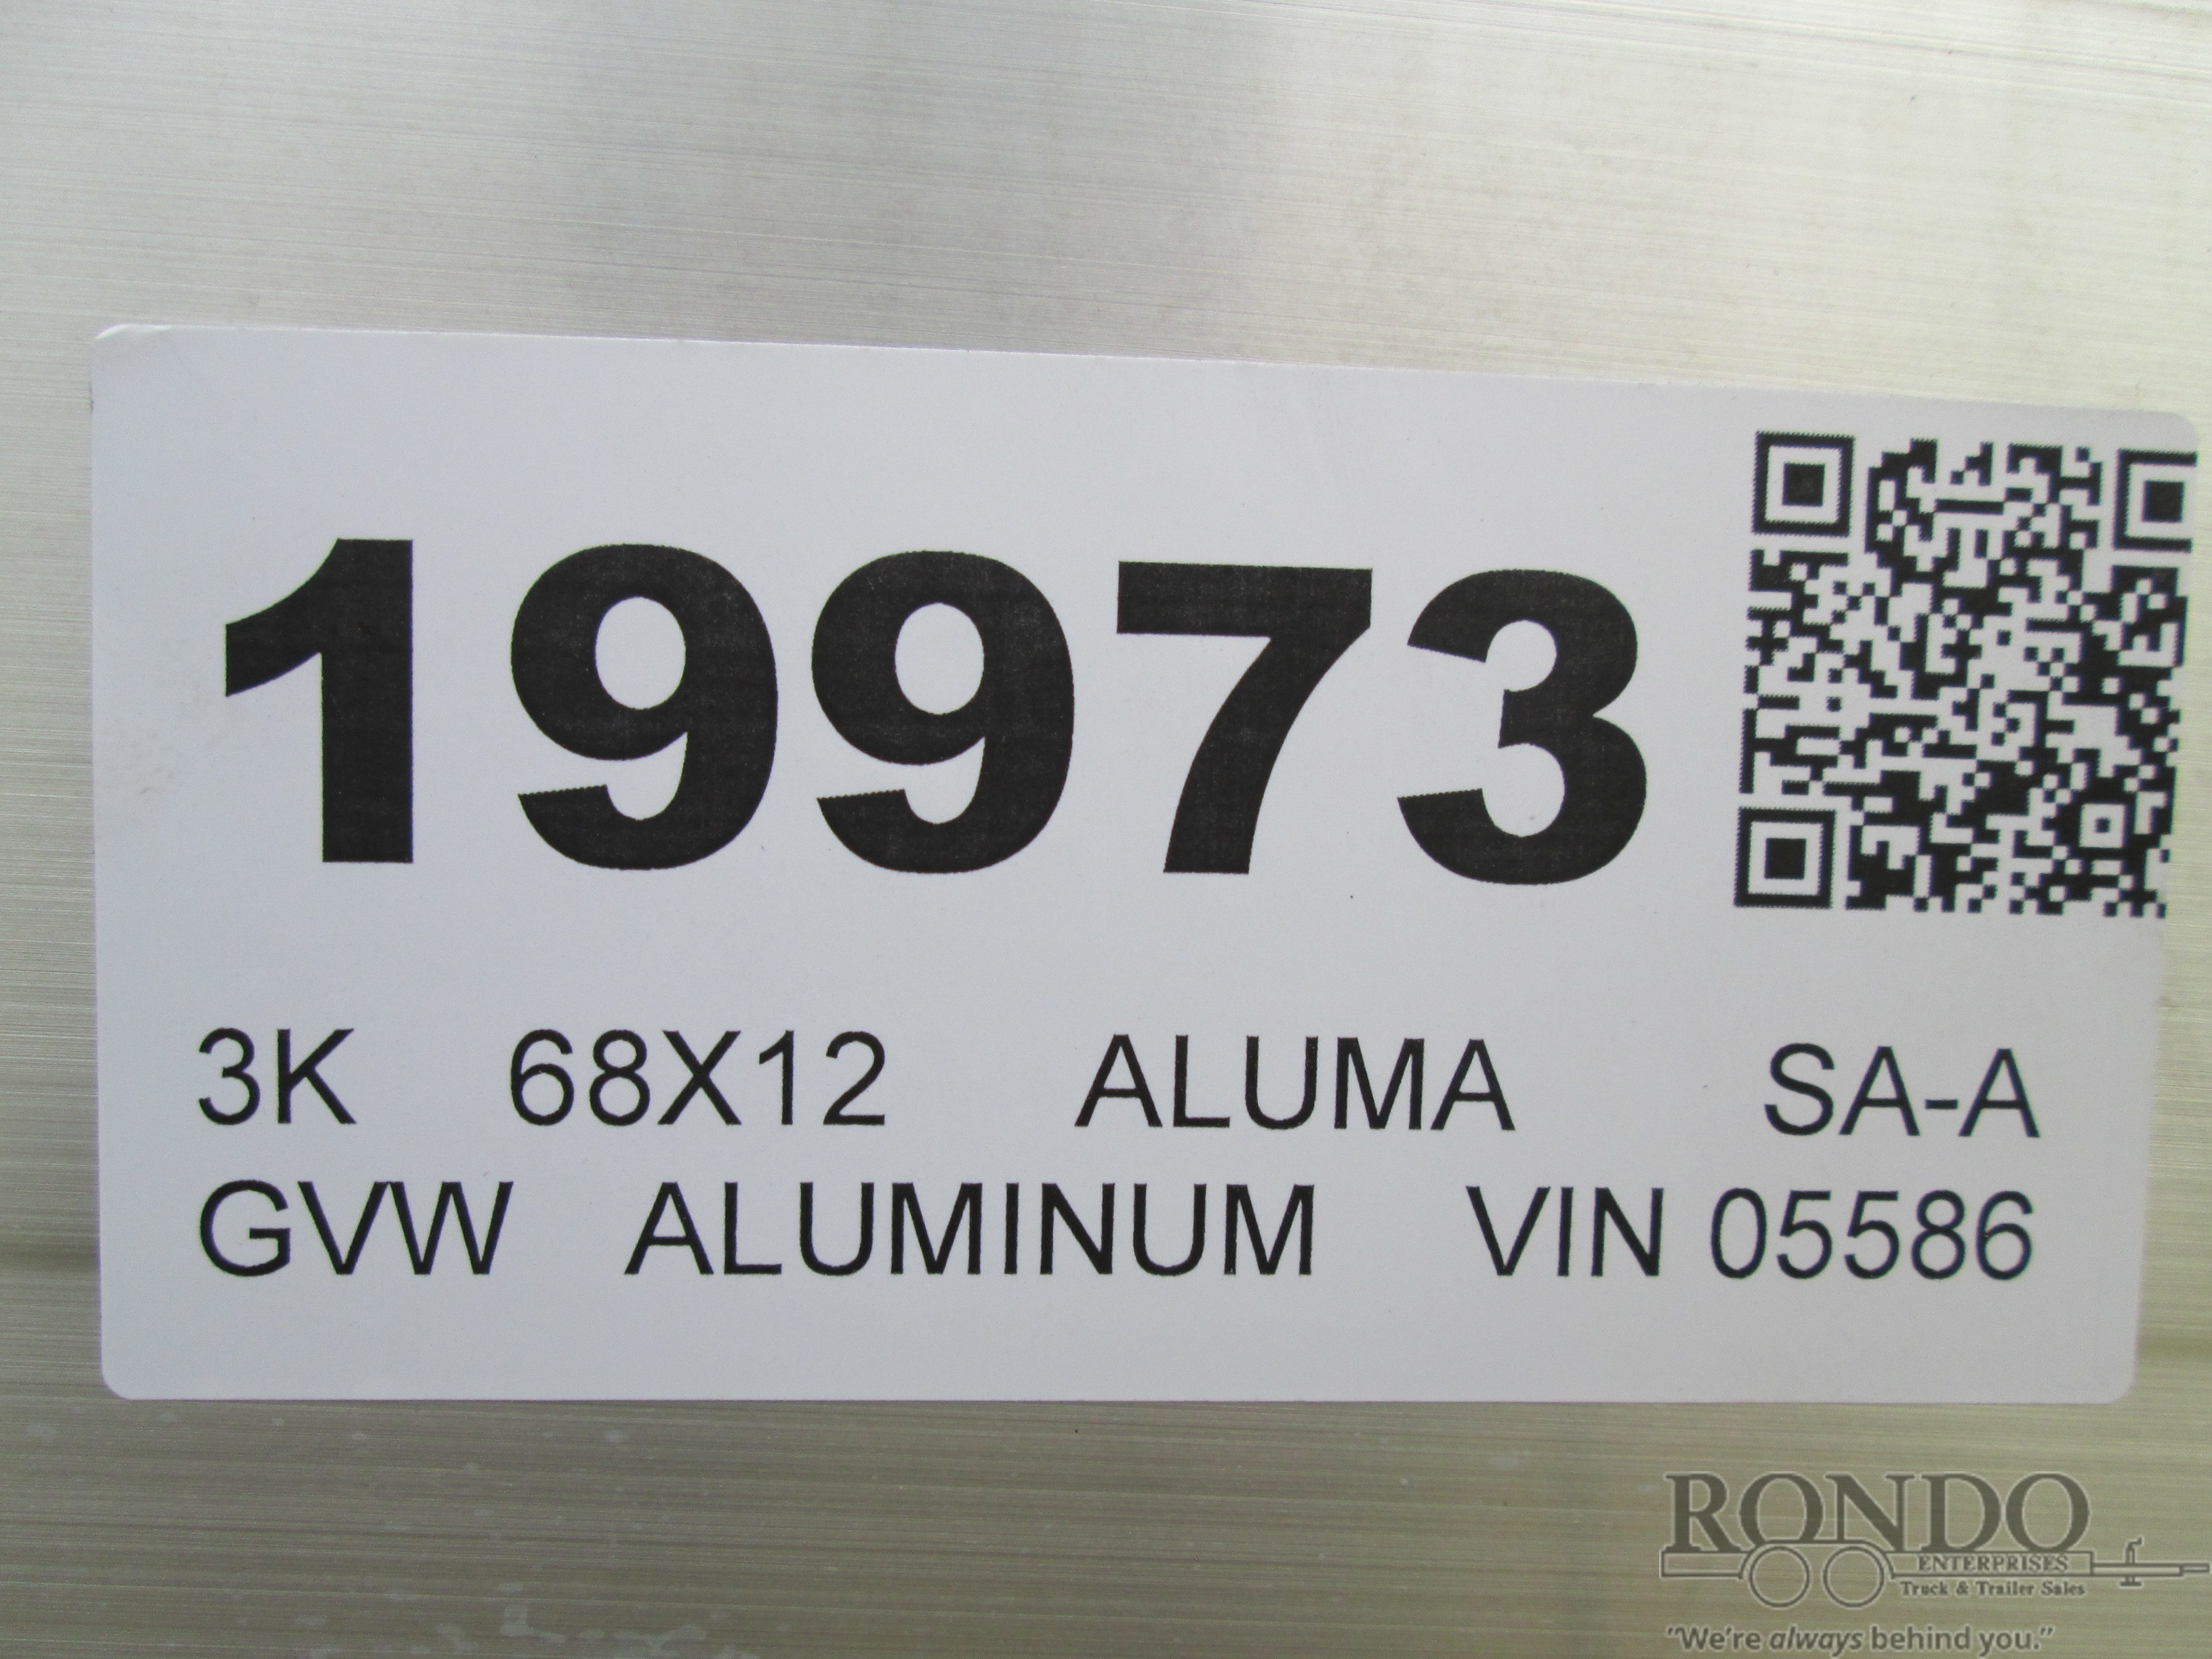 19973
3K 68X12 ALUMA SA-A
GVW ALUMINUM VIN 05586
RONDO
ENTERPRISES
Truck & Trailer Sales
"We're always behind you."